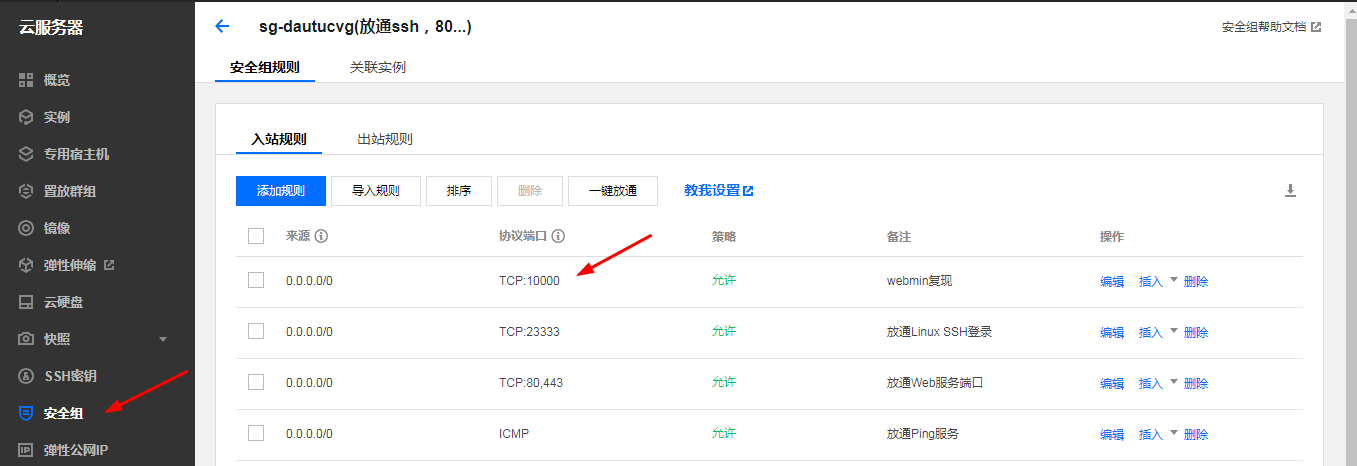 云服务器
sg-dautucvg(放通ssh，80...)
安全组帮助文档
安全组规则 关联实例
概览
实例
专用宿主机
置放群组
镜像
弹性伸缩
云硬盘
快照
SSH密钥
安全组
IP 弹性公网IP
入站规则 出站规则
添加规则 导入规则 排序 删除 一键放通 教我设置
来源 协议端口 策略 备注 操作
0.0.0.0/0 TCP:10000 允许 webmin复现 编辑 插入 删除
0.0.0.0/0 TCP:23333 允许 放通Linux SSH登录 编辑 插入 删除
0.0.0.0/0 TCP:80,443 允许 放通Web服务端口 编辑 插入 删除
0.0.0.0/0 ICMP 允许 放通Ping服务 编辑 插入 删除